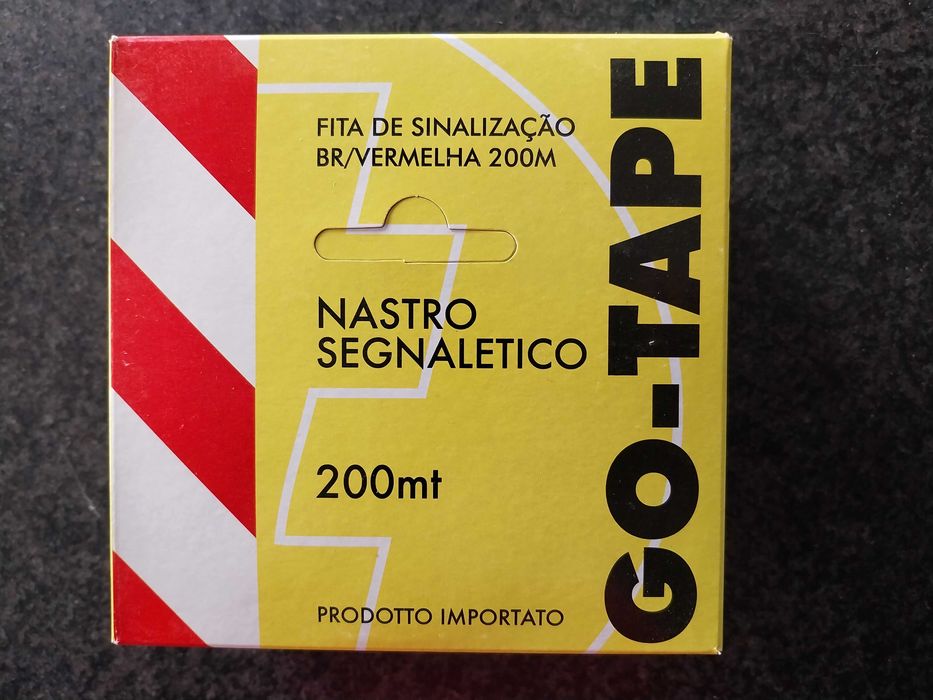 FITA DE SINALIZAÇÃO
BR/VERMELHA 200M
NASTRO
SEGNALETICO
200mt
PRODOTTO IMPORTATO
GO-TAPE